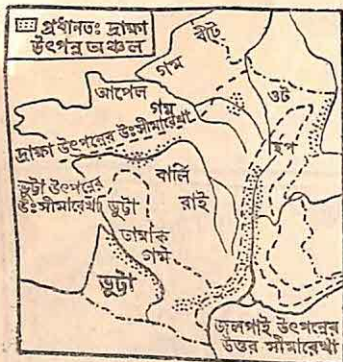 প্রধানতঃ দ্রাক্ষা
উৎপন্ন অঞ্চল
বীট
গম
আপেল
গম
ওট
দ্রাক্ষা উৎপন্নের উঃসীমারেখা
হপ
ভুট্টা উৎপন্নের
উঃসীমারেখা
বার্লি
ভুট্টা
রাই
তামাক
গম
ভুট্টা
জলপাই উৎপন্নের
উত্তর সীমারেখা